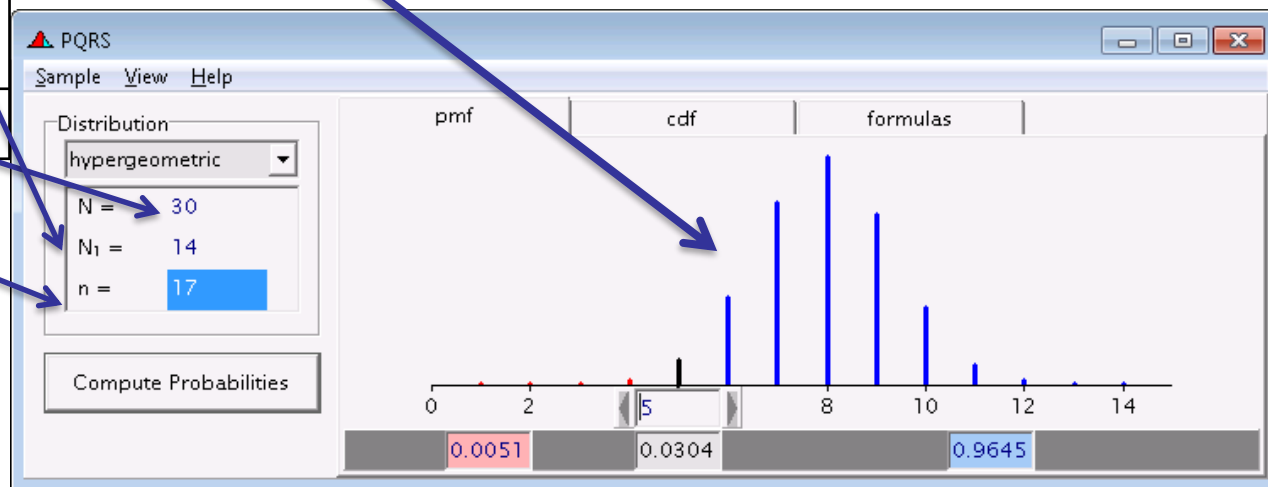 PQRS
Sample View Help
Distribution
hypergeometric
N = 30
N₁ = 14
n = 17
Compute Probabilities
pmf cdf formulas
0 2 5 8 10 12 14
0.0051 0.0304 0.9645